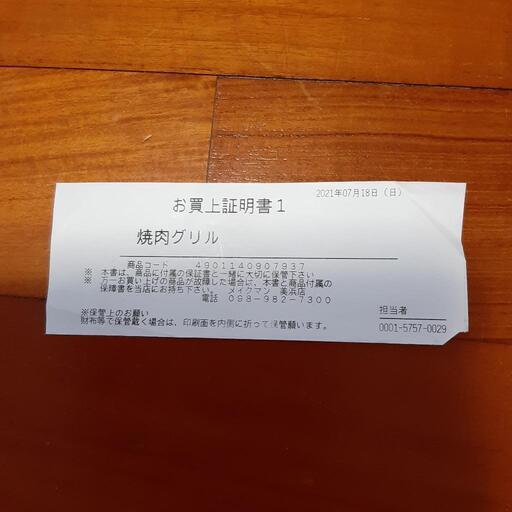 2021年07月18日(日)
お買上証明書1
焼肉グリル
商品コード 4901140907937
※ 本書は、商品に付属の保証書と一緒に大切に保管下さい
※ 万一お買い上げの商品が故障した場合は、本書と商品付属の
保障書を当店にお持ち下さい。 メイクマン 美浜店
電話 098-982-7300
※保管上のお願い
財布等で保管戴く場合は、印刷面を内側に折って保管願います。
担当者
0001-5757-0029